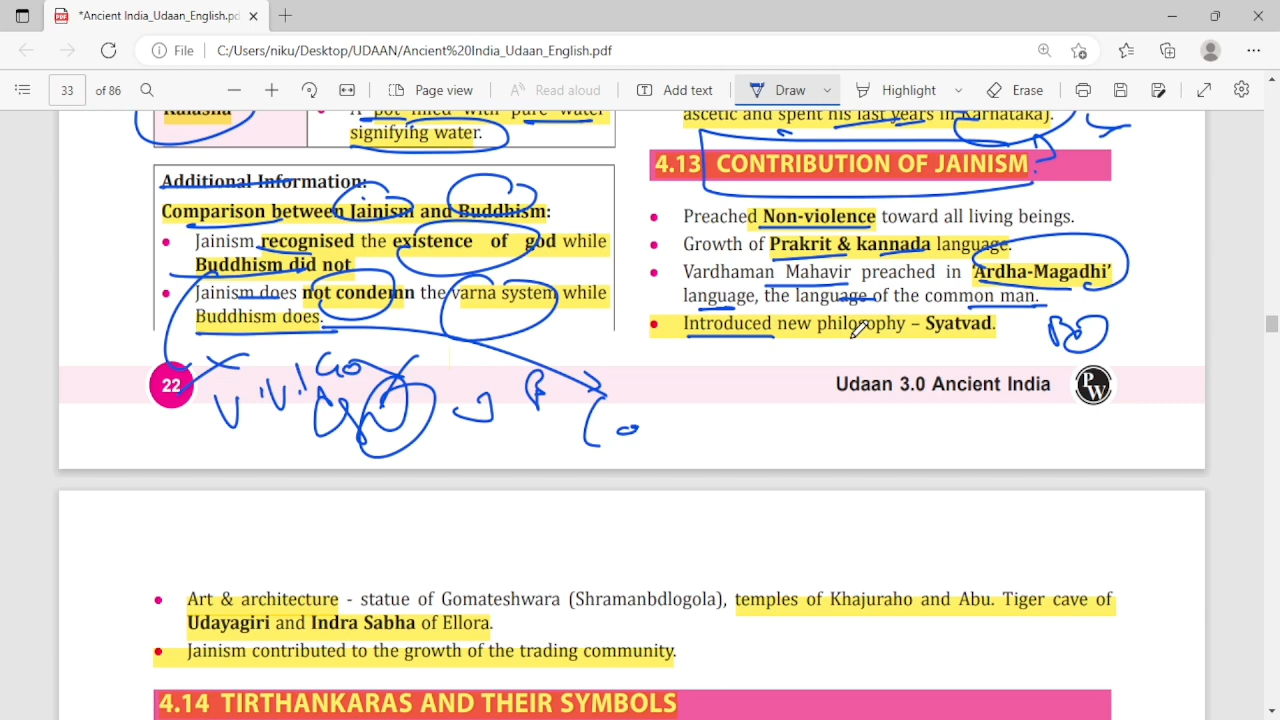 *Ancient India_Udaan_English.pd
File
C:/Users/niku/Desktop/UDAAN/Ancient%20India_Udaan_English.pdf
33 of 86
Page view
Read aloud
Add text
Draw
Highlight
Erase
Kalasha
A pot filled with pure water
signifying water.
Additional Information:
Comparison between Jainism and Buddhism:
Jainism recognised the existence of god while
Buddhism did not
Jainism does not condemn the varna system while
Buddhism does.
22
ascetic and spent his last years in Karnataka).
4.13 CONTRIBUTION OF JAINISM
Preached Non-violence toward all living beings.
Growth of Prakrit & kannada language.
Vardhaman Mahavir preached in 'Ardha-Magadhi'
language, the language of the common man.
Introduced new philosophy – Syatvad.
Udaan 3.0 Ancient India
PW
Art & architecture - statue of Gomateshwara (Shramanbdlogola), temples of Khajuraho and Abu. Tiger cave of
Udayagiri and Indra Sabha of Ellora.
Jainism contributed to the growth of the trading community.
4.14 TIRTHANKARAS AND THEIR SYMBOLS